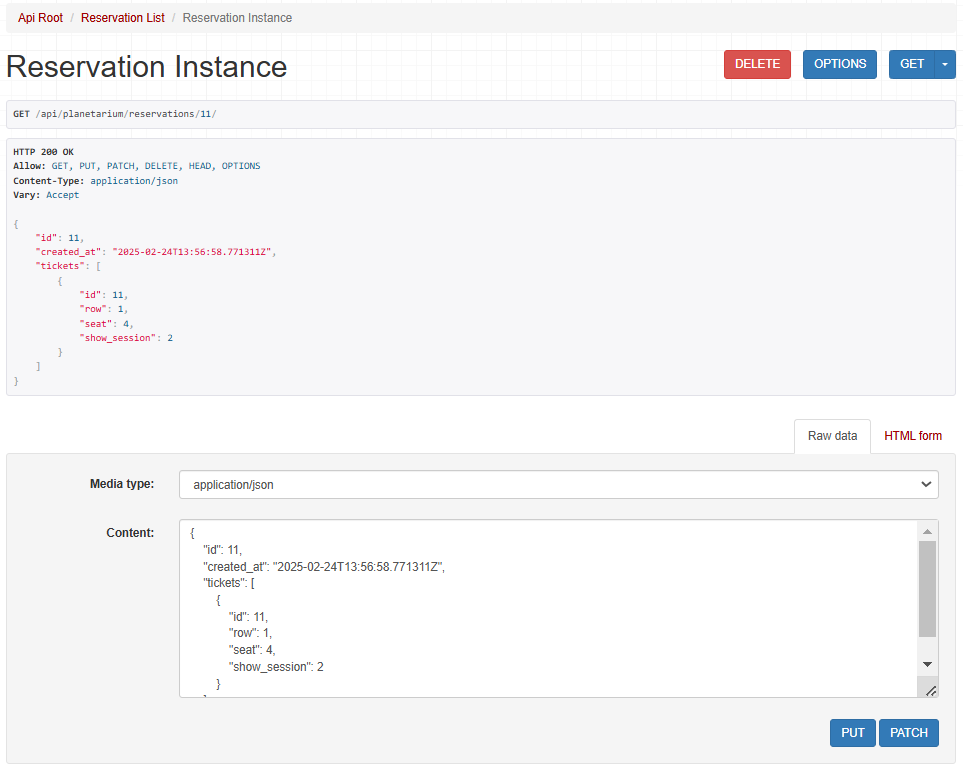 Api Root / Reservation List / Reservation Instance
Reservation Instance
DELETE
OPTIONS
GET
GET /api/planetarium/reservations/11/
HTTP 200 OK
Allow: GET, PUT, PATCH, DELETE, HEAD, OPTIONS
Content-Type: application/json
Vary: Accept
{
    "id": 11,
    "created_at": "2025-02-24T13:56:58.771311Z",
    "tickets": [
        {
            "id": 11,
            "row": 1,
            "seat": 4,
            "show_session": 2
        }
    ]
}
Raw data
HTML form
Media type:
application/json
Content:
{
    "id": 11,
    "created_at": "2025-02-24T13:56:58.771311Z",
    "tickets": [
        {
            "id": 11,
            "row": 1,
            "seat": 4,
            "show_session": 2
        }
PUT
PATCH